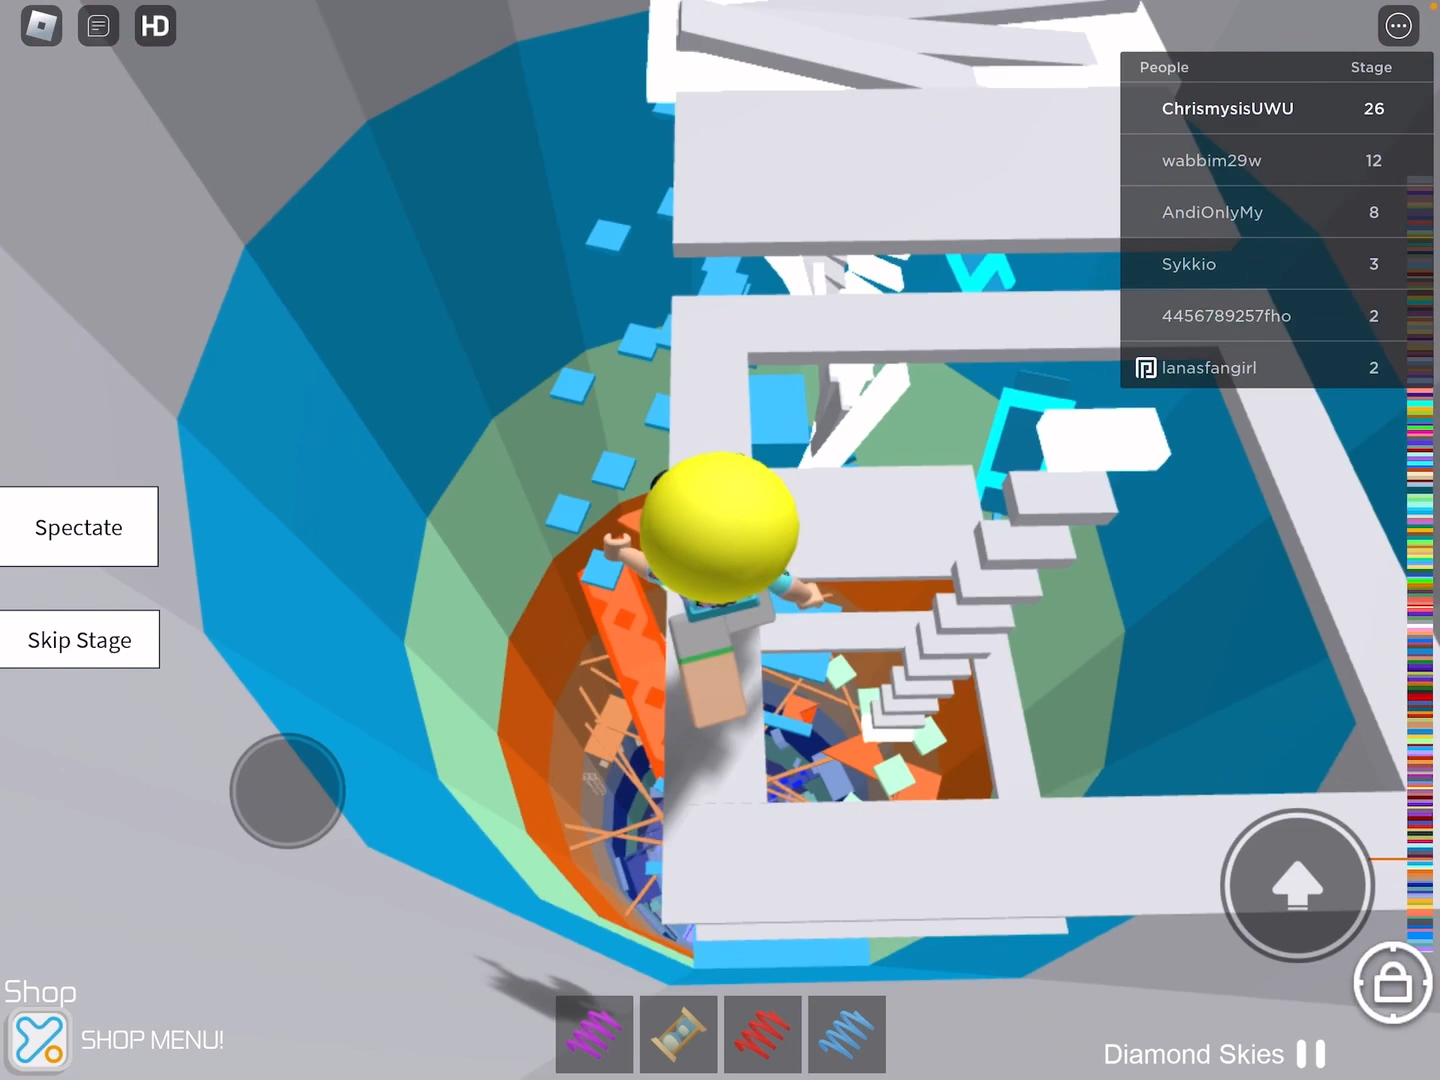 HD
People Stage
ChrismysisUWU 26
wabbim29w 12
AndiOnlyMy 8
Sykkio 3
4456789257fho 2
lanasfangirl 2
Spectate
Skip Stage
Shop
SHOP MENU!
Diamond Skies